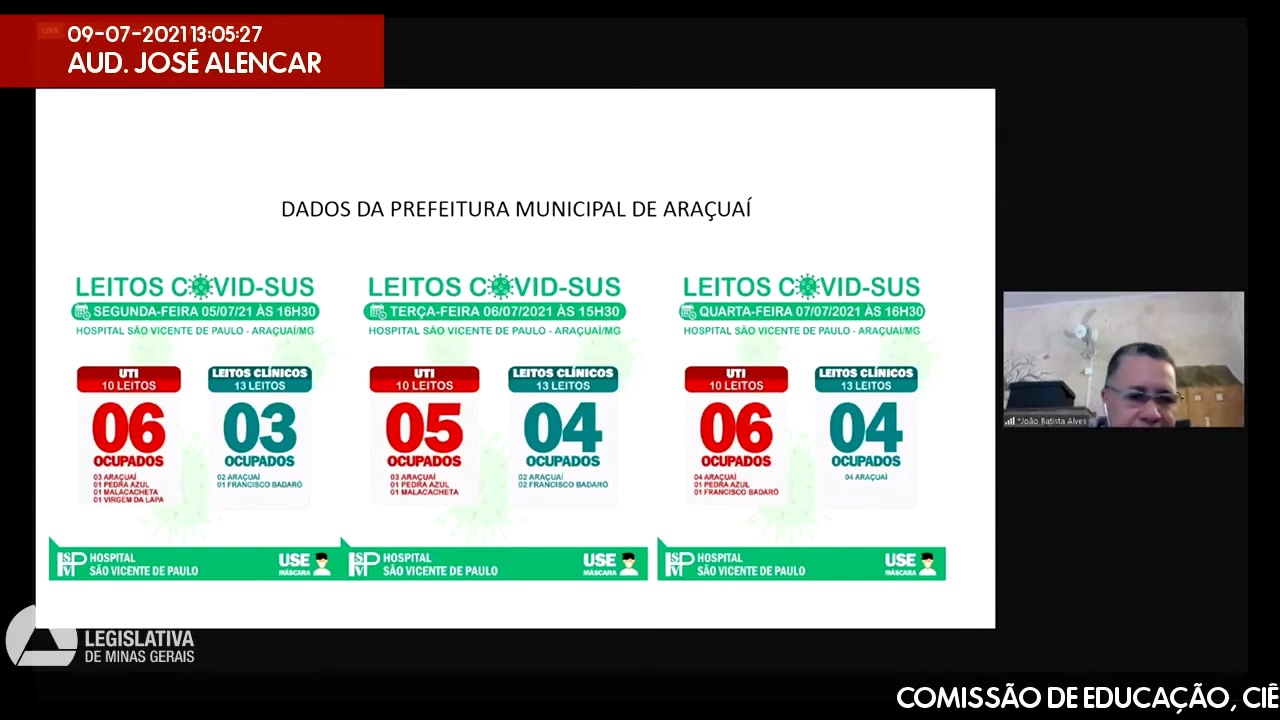 LIVE
09-07-2021 13:05:27
AUD. JOSÉ ALENCAR
DADOS DA PREFEITURA MUNICIPAL DE ARAÇUAÍ
LEITOS COVID-SUS
SEGUNDA-FEIRA 05/07/21 ÀS 16H30
HOSPITAL SÃO VICENTE DE PAULO - ARAÇUAÍ/MG
UTI
10 LEITOS
06
OCUPADOS
03 ARAÇUAÍ
01 PEDRA AZUL
01 MALACACHETA
01 VIRGEM DA LAPA
LEITOS CLÍNICOS
13 LEITOS
03
OCUPADOS
02 ARAÇUAÍ
01 FRANCISCO BADARÓ
HSVP HOSPITAL
SÃO VICENTE DE PAULO
USE
MÁSCARA
LEITOS COVID-SUS
TERÇA-FEIRA 06/07/2021 ÀS 15H30
HOSPITAL SÃO VICENTE DE PAULO - ARAÇUAÍ/MG
UTI
10 LEITOS
05
OCUPADOS
03 ARAÇUAÍ
01 PEDRA AZUL
01 MALACACHETA
LEITOS CLÍNICOS
13 LEITOS
04
OCUPADOS
02 ARAÇUAÍ
02 FRANCISCO BADARÓ
HSVP HOSPITAL
SÃO VICENTE DE PAULO
USE
MÁSCARA
LEITOS COVID-SUS
QUARTA-FEIRA 07/07/2021 ÀS 16H30
HOSPITAL SÃO VICENTE DE PAULO - ARAÇUAÍ/MG
UTI
10 LEITOS
06
OCUPADOS
04 ARAÇUAÍ
01 PEDRA AZUL
01 FRANCISCO BADARÓ
LEITOS CLÍNICOS
13 LEITOS
04
OCUPADOS
04 ARAÇUAÍ
HSVP HOSPITAL
SÃO VICENTE DE PAULO
USE
MÁSCARA
*João Batista Alves
LEGISLATIVA
DE MINAS GERAIS
COMISSÃO DE EDUCAÇÃO, CIÊ